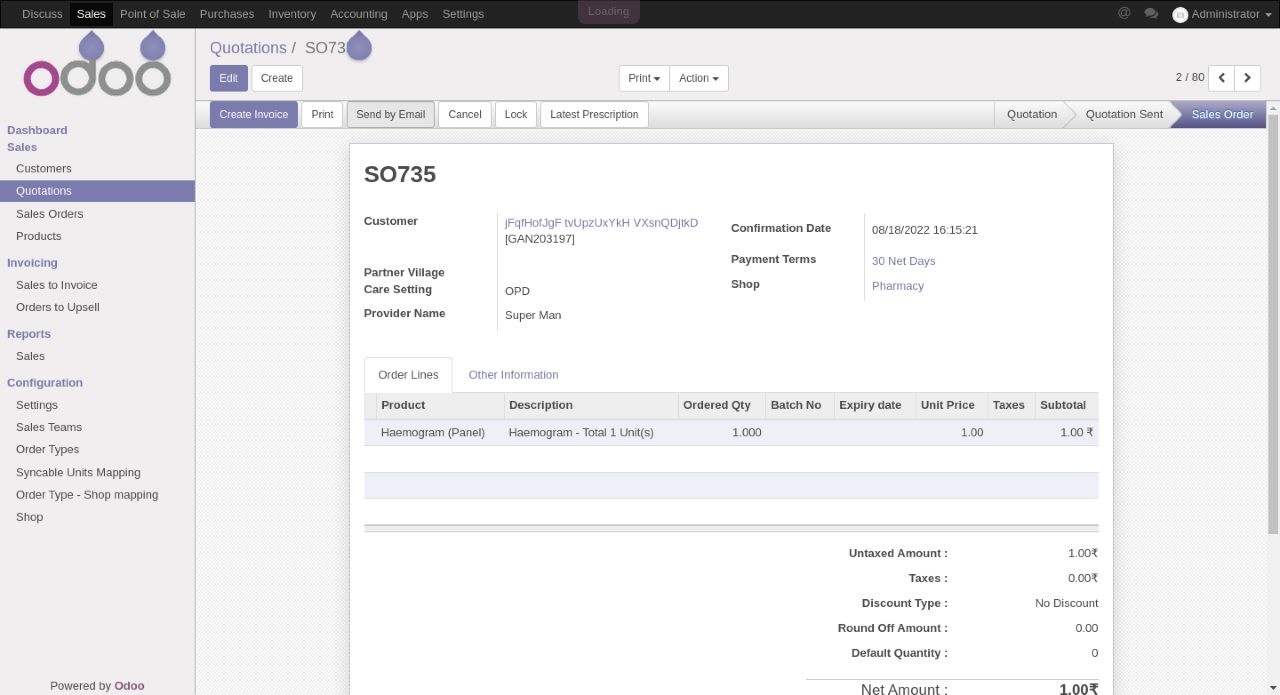 Discuss Sales Point of Sale Purchases Inventory Accounting Apps Settings Loading @ Administrator
odoo
Quotations / SO73
Edit Create Print Action 2 / 80
Create Invoice Print Send by Email Cancel Lock Latest Prescription Quotation Quotation Sent Sales Order
Dashboard
Sales
Customers
Quotations
Sales Orders
Products
Invoicing
Sales to Invoice
Orders to Upsell
Reports
Sales
Configuration
Settings
Sales Teams
Order Types
Syncable Units Mapping
Order Type - Shop mapping
Shop
Powered by Odoo
SO735
Customer jFqfHofJgF tvUpzUxYkH VXsnQDjtkD
[GAN203197]
Partner Village
Care Setting OPD
Provider Name Super Man
Confirmation Date 08/18/2022 16:15:21
Payment Terms 30 Net Days
Shop Pharmacy
Order Lines Other Information
Product Description Ordered Qty Batch No Expiry date Unit Price Taxes Subtotal
Haemogram (Panel) Haemogram - Total 1 Unit(s) 1.000 1.00 1.00 ₹
Untaxed Amount : 1.00₹
Taxes : 0.00₹
Discount Type : No Discount
Round Off Amount : 0.00
Default Quantity : 0
Net Amount : 1.00₹